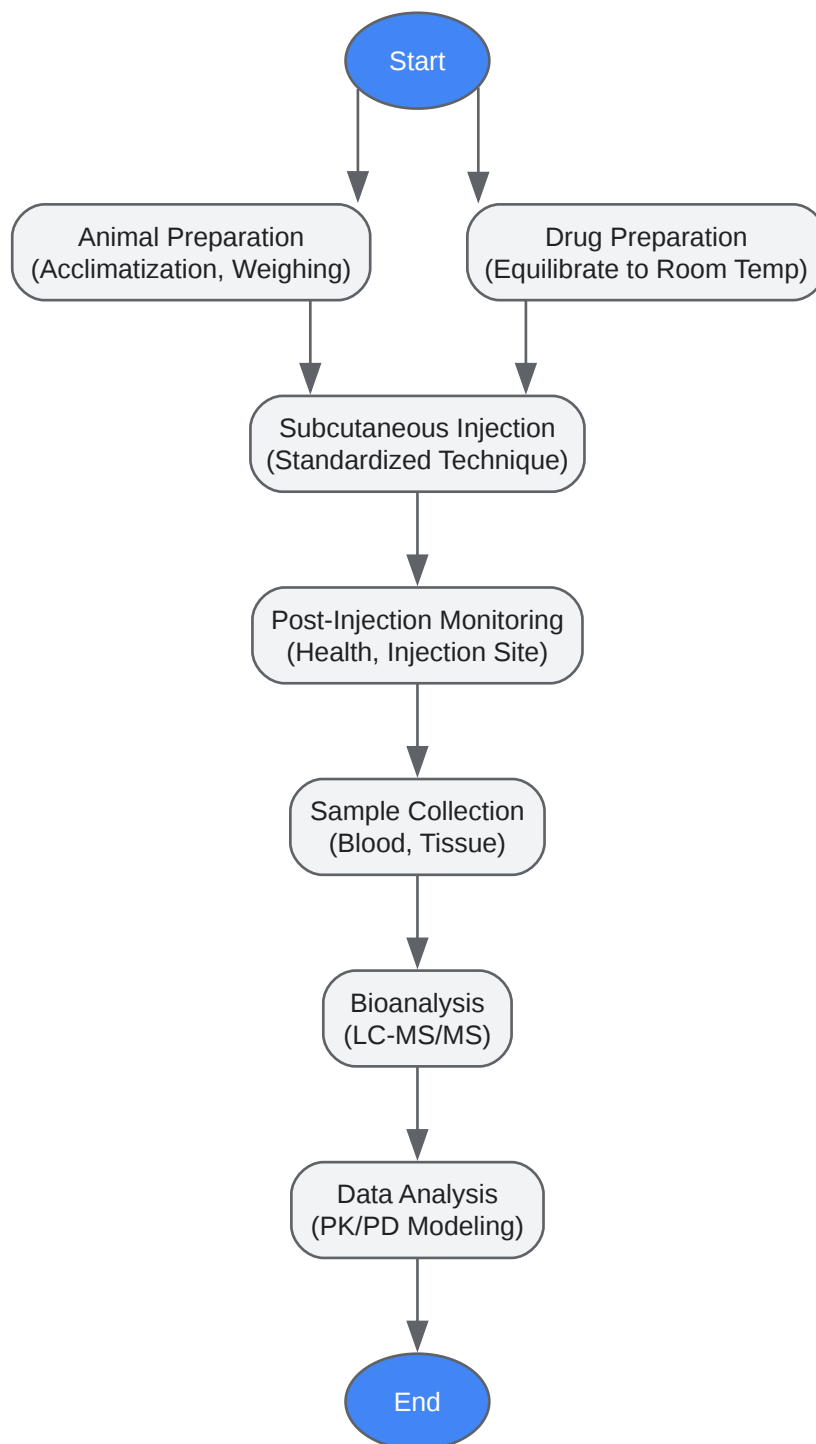 Start
Animal Preparation
(Acclimatization, Weighing)
Drug Preparation
(Equilibrate to Room Temp)
Subcutaneous Injection
(Standardized Technique)
Post-Injection Monitoring
(Health, Injection Site)
Sample Collection
(Blood, Tissue)
Bioanalysis
(LC-MS/MS)
Data Analysis
(PK/PD Modeling)
End